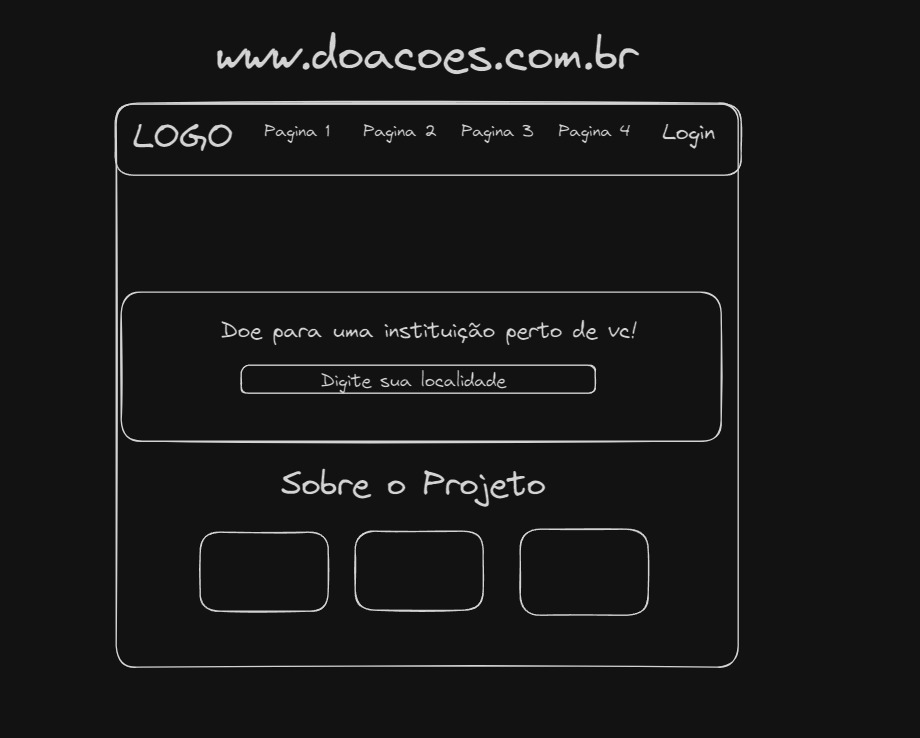 www.doacoes.com.br
LOGO Pagina 1 Pagina 2 Pagina 3 Pagina 4 Login
Doe para uma instituição perto de vc!
Digite sua localidade
Sobre o Projeto